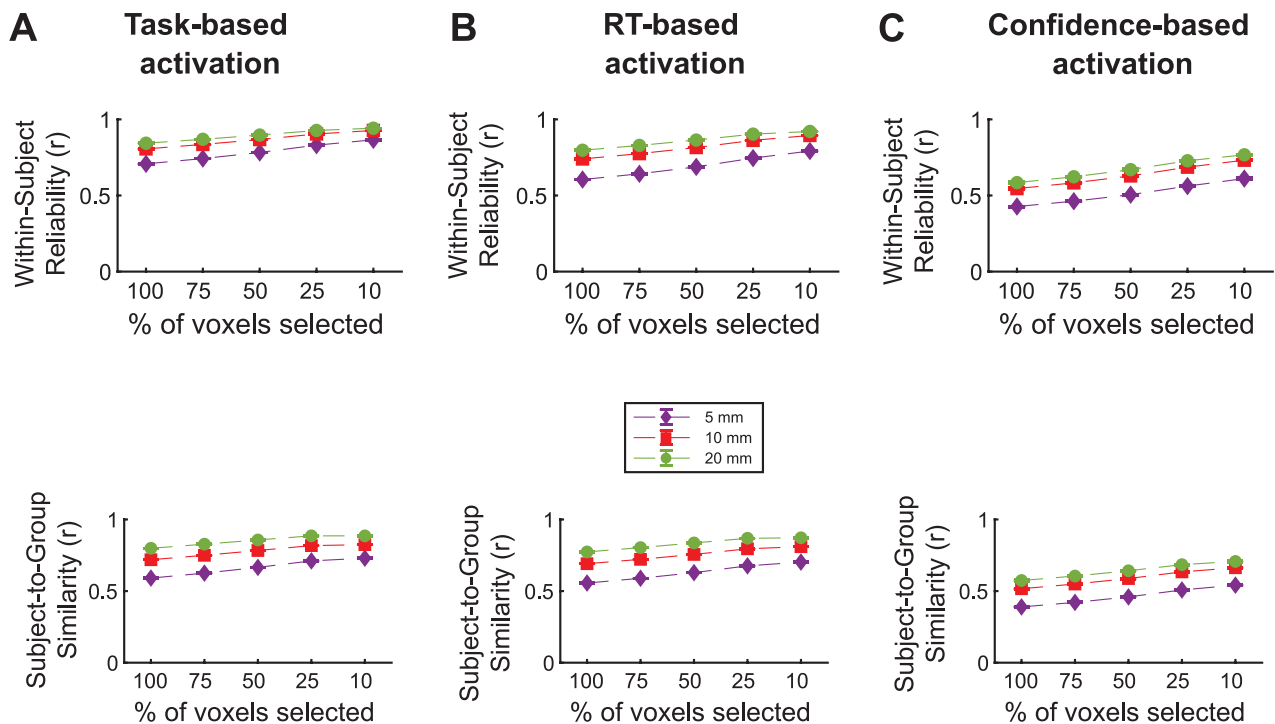 A
Task-based
activation
B
RT-based
activation
C
Confidence-based
activation
Within-Subject
Reliability (r)
1
0.5
0
100 75 50 25 10
% of voxels selected
Within-Subject
Reliability (r)
1
0.5
0
100 75 50 25 10
% of voxels selected
Within-Subject
Reliability (r)
1
0.5
0
100 75 50 25 10
% of voxels selected
5 mm
10 mm
20 mm
Subject-to-Group
Similarity (r)
1
0.5
0
100 75 50 25 10
% of voxels selected
Subject-to-Group
Similarity (r)
1
0.5
0
100 75 50 25 10
% of voxels selected
Subject-to-Group
Similarity (r)
1
0.5
0
100 75 50 25 10
% of voxels selected